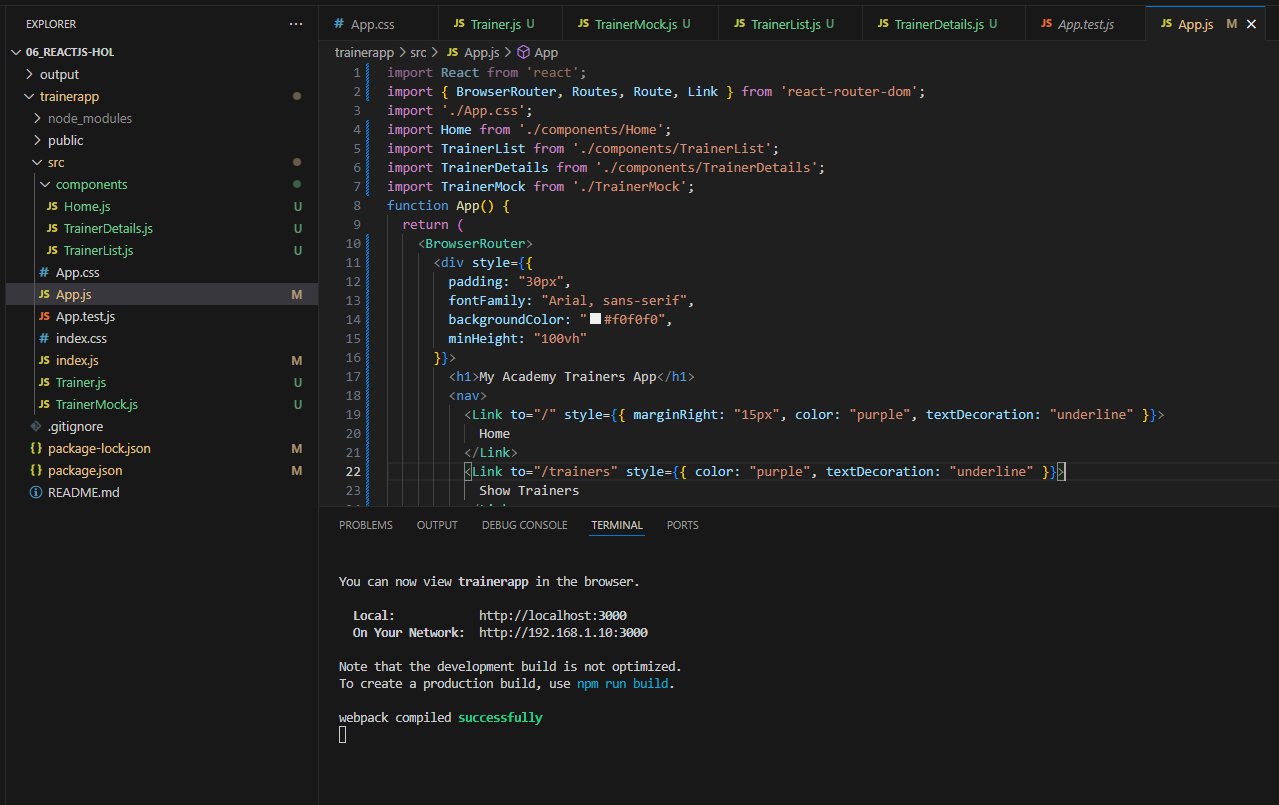 EXPLORER ···
06_REACTJS-HOL
output
trainerapp
node_modules
public
src
components
JS Home.js U
JS TrainerDetails.js U
JS TrainerList.js U
# App.css
JS App.js M
JS App.test.js
# index.css
JS index.js M
JS Trainer.js U
JS TrainerMock.js U
.gitignore
{} package-lock.json M
{} package.json M
README.md
# App.css JS Trainer.js U JS TrainerMock.js U JS TrainerList.js U JS TrainerDetails.js U JS App.test.js JS App.js M
trainerapp > src > JS App.js > App
1 import React from 'react';
2 import { BrowserRouter, Routes, Route, Link } from 'react-router-dom';
3 import './App.css';
4 import Home from './components/Home';
5 import TrainerList from './components/TrainerList';
6 import TrainerDetails from './components/TrainerDetails';
7 import TrainerMock from './TrainerMock';
8 function App() {
9 return (
10 <BrowserRouter>
11 <div style={{
12 padding: "30px",
13 fontFamily: "Arial, sans-serif",
14 backgroundColor: "#f0f0f0",
15 minHeight: "100vh"
16 }}>
17 <h1>My Academy Trainers App</h1>
18 <nav>
19 <Link to="/" style={{ marginRight: "15px", color: "purple", textDecoration: "underline" }}>
20 Home
21 </Link>
22 <Link to="/trainers" style={{ color: "purple", textDecoration: "underline" }}>
23 Show Trainers
PROBLEMS OUTPUT DEBUG CONSOLE TERMINAL PORTS
You can now view trainerapp in the browser.
Local: http://localhost:3000
On Your Network: http://192.168.1.10:3000
Note that the development build is not optimized.
To create a production build, use npm run build.
webpack compiled successfully